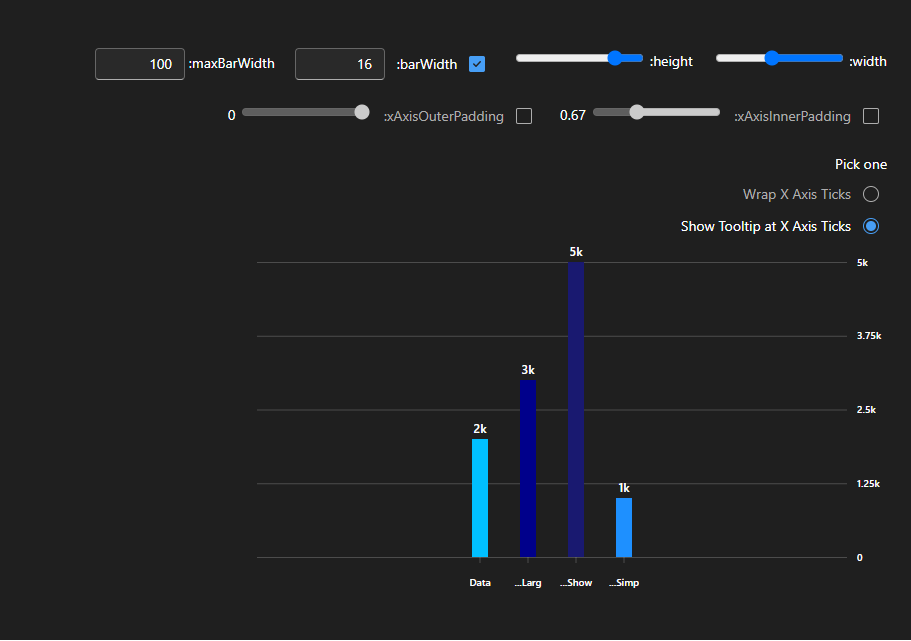 :width
:height
:barWidth 16
:maxBarWidth 100
:xAxisInnerPadding 0.67
:xAxisOuterPadding 0
Pick one
Wrap X Axis Ticks
Show Tooltip at X Axis Ticks
5k
3k
2k
1k
5k
3.75k
2.5k
1.25k
0
Data
...Larg
...Show
...Simp